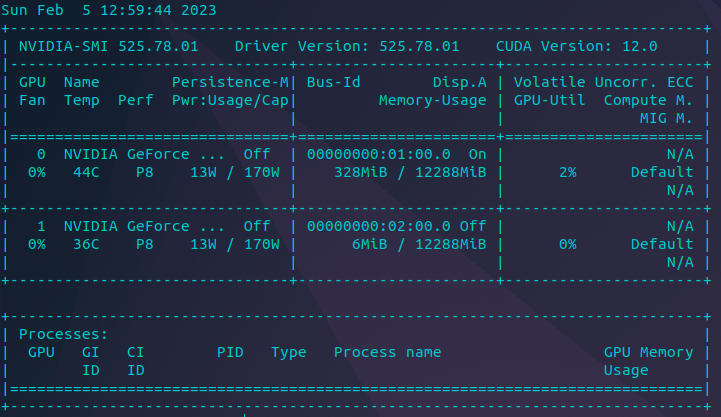 Sun Feb  5 12:59:44 2023
+-----------------------------------------------------------------------------+
| NVIDIA-SMI 525.78.01    Driver Version: 525.78.01    CUDA Version: 12.0     |
|-------------------------------+----------------------+----------------------+
| GPU  Name        Persistence-M| Bus-Id        Disp.A | Volatile Uncorr. ECC |
| Fan  Temp  Perf  Pwr:Usage/Cap|         Memory-Usage | GPU-Util  Compute M. |
|                               |                      |               MIG M. |
|===============================+======================+======================|
|   0  NVIDIA GeForce ...  Off  | 00000000:01:00.0  On |                  N/A |
|  0%   44C    P8    13W / 170W |    328MiB / 12288MiB |      2%      Default |
|                               |                      |                  N/A |
+-------------------------------+----------------------+----------------------+
|   1  NVIDIA GeForce ...  Off  | 00000000:02:00.0 Off |                  N/A |
|  0%   36C    P8    13W / 170W |      6MiB / 12288MiB |      0%      Default |
|                               |                      |                  N/A |
+-------------------------------+----------------------+----------------------+

+-----------------------------------------------------------------------------+
| Processes:                                                                  |
|  GPU   GI   CI        PID   Type   Process name                  GPU Memory |
|        ID   ID                                                   Usage      |
|=============================================================================|
+-----------------------------------------------------------------------------+